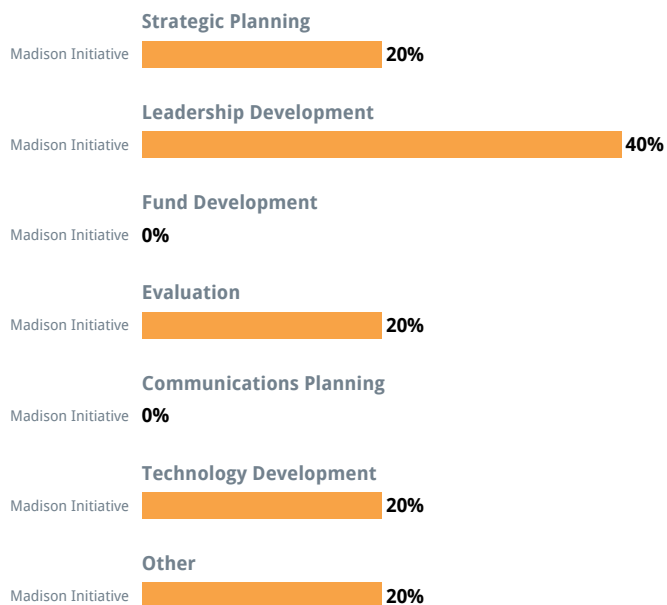 Strategic Planning
Madison Initiative 20%
Leadership Development
Madison Initiative 40%
Fund Development
Madison Initiative 0%
Evaluation
Madison Initiative 20%
Communications Planning
Madison Initiative 0%
Technology Development
Madison Initiative 20%
Other
Madison Initiative 20%